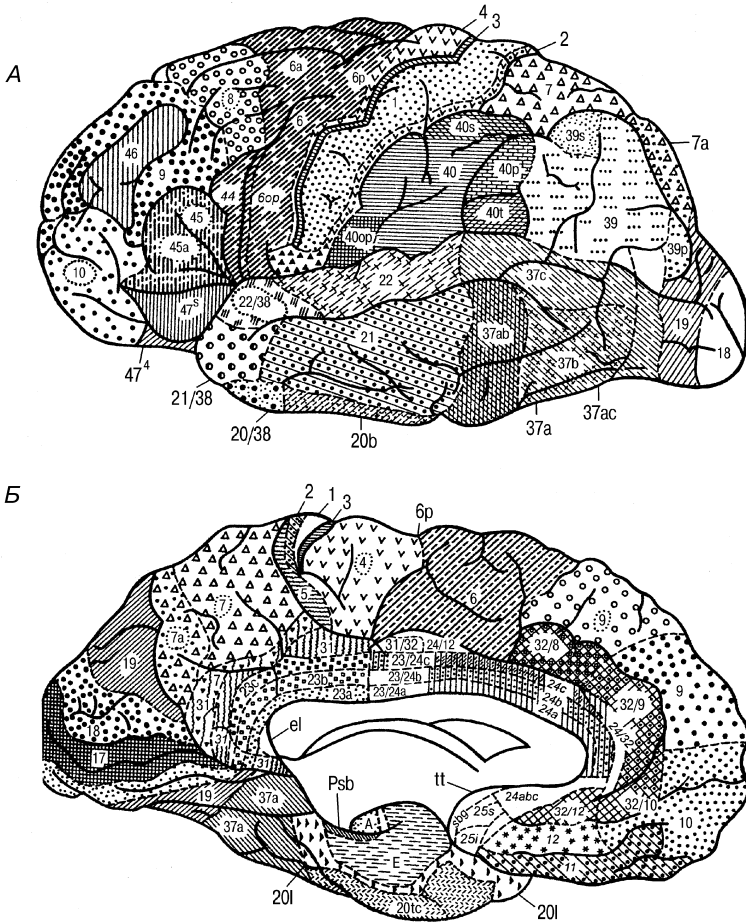 А
4
3
2
6a
6p
8
7
6
1
40s
39s
7a
46
9
40
40p
44
6op
45
40t
39
45a
40op
39p
10
22
37c
22/38
47s
19
21
37ab
18
37b
47⁴
21/38
37ac
37a
20/38
20b
Б
2
1
3
6p
4
5
7
6
9
7a
31
31/32
24/12
32/8
19
23/24c
23b
23/24b
24c
32/9
9
31
23a
23/24a
24b
24a
18
31
el
17
31
Psb
tt
24abc
32/10
19
37a
25s
32/12
10
A
37a
25i
12
E
11
20l
20tc
20l